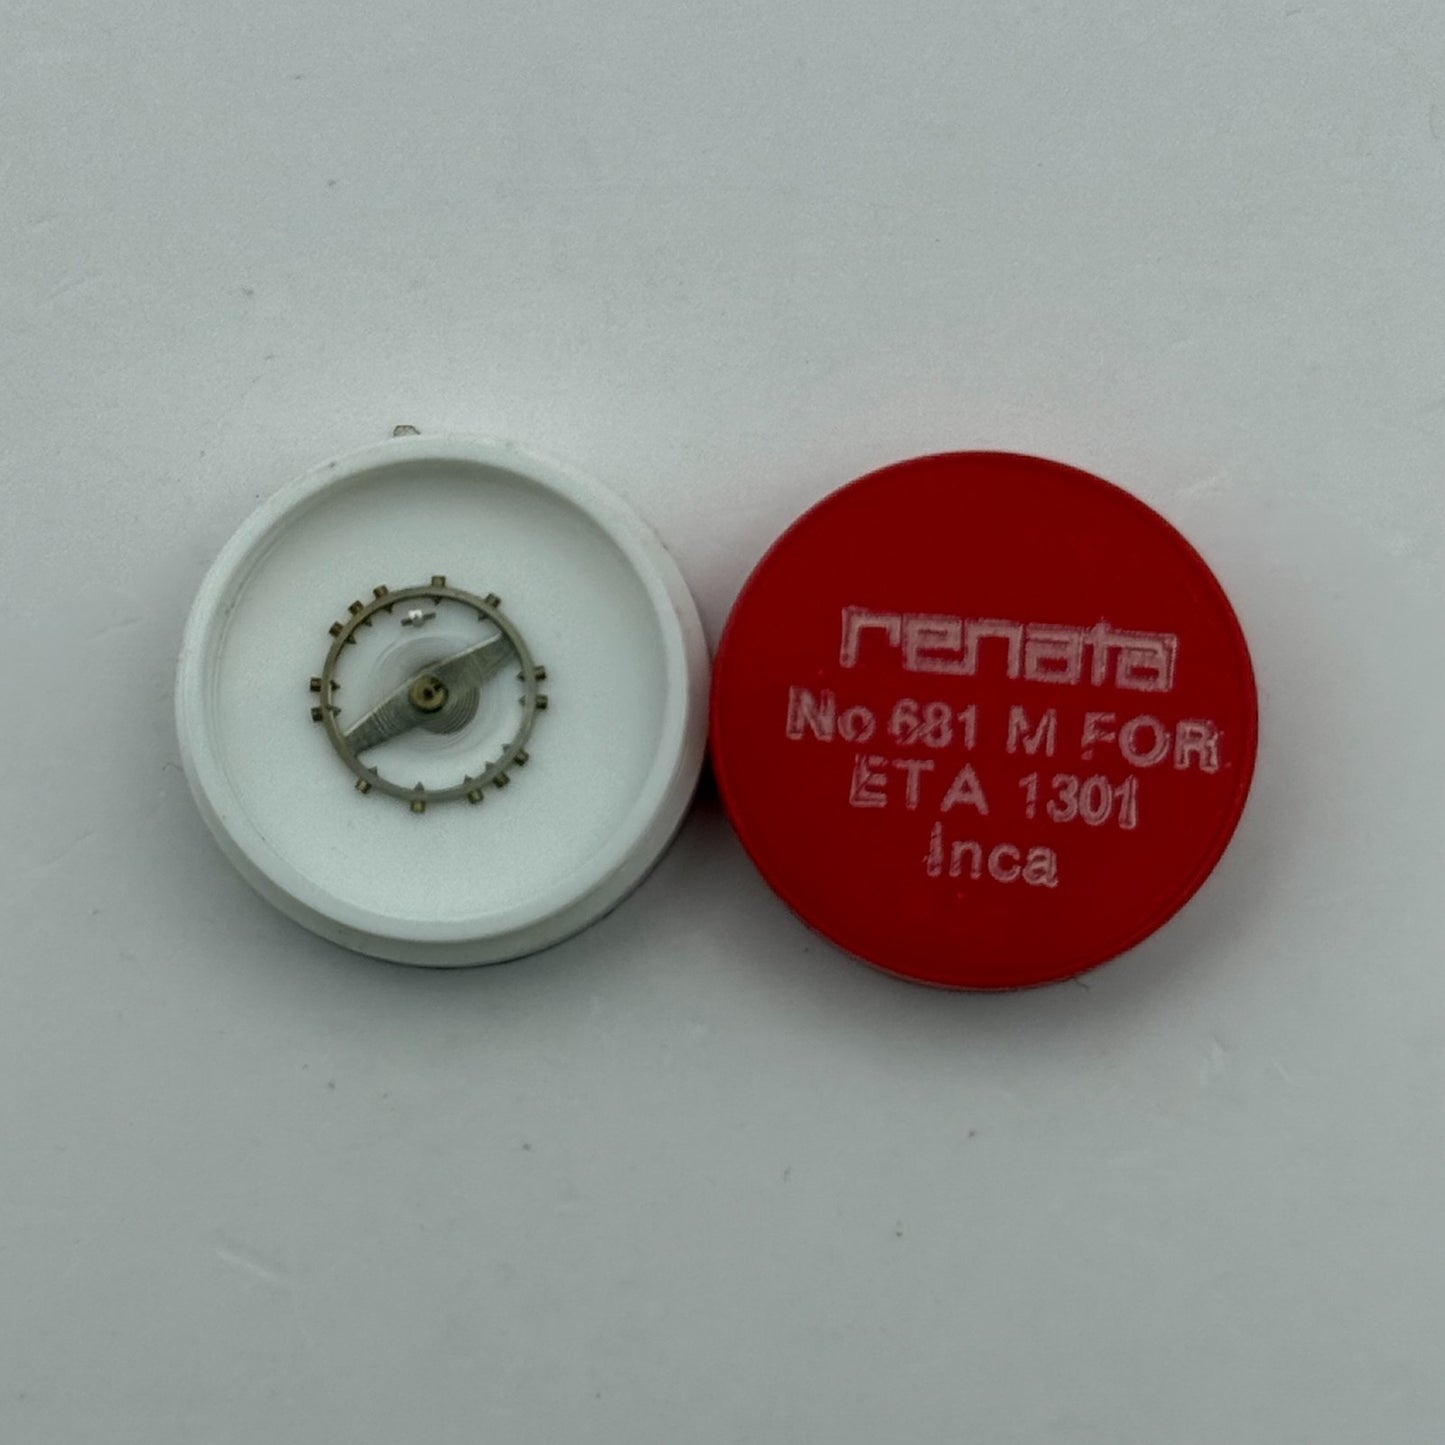 renata
No 681 M FOR
ETA 1301
Inca